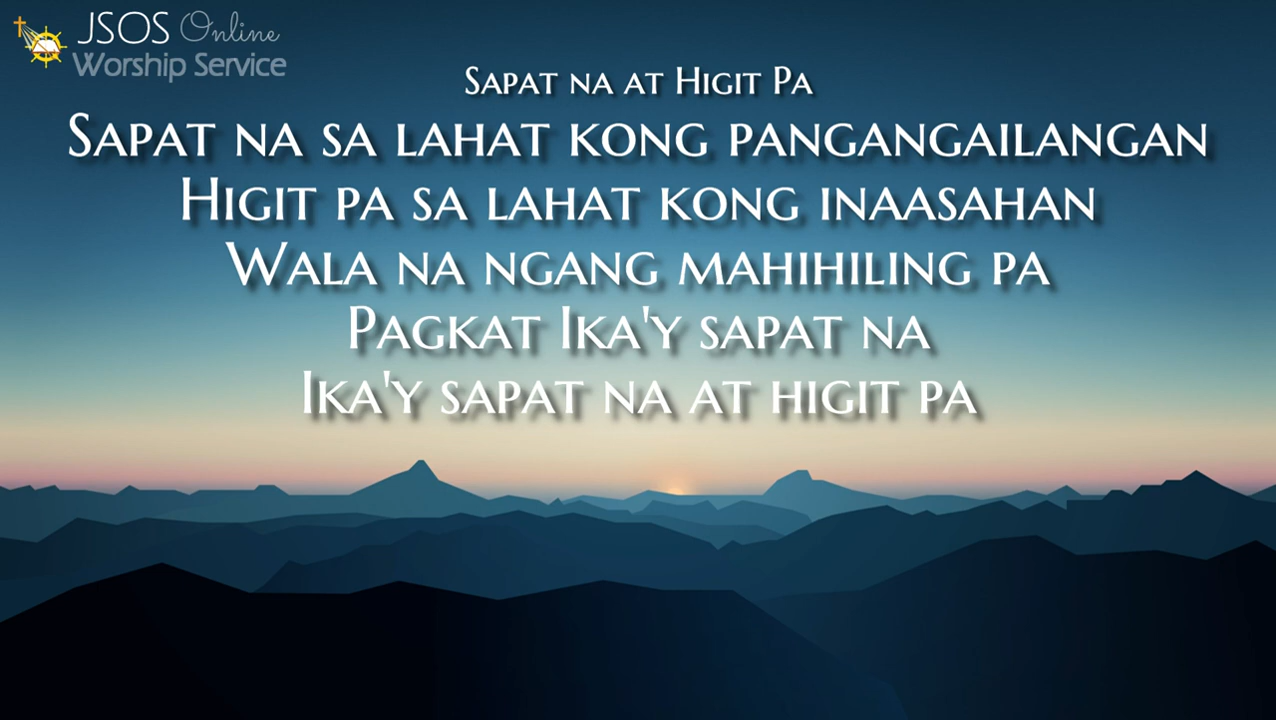 JSOS Online
Worship Service
Sapat na at Higit Pa
Sapat na sa lahat kong pangangailangan
Higit pa sa lahat kong inaasahan
Wala na ngang mahihiling pa
Pagkat Ika'y sapat na
Ika'y sapat na at higit pa